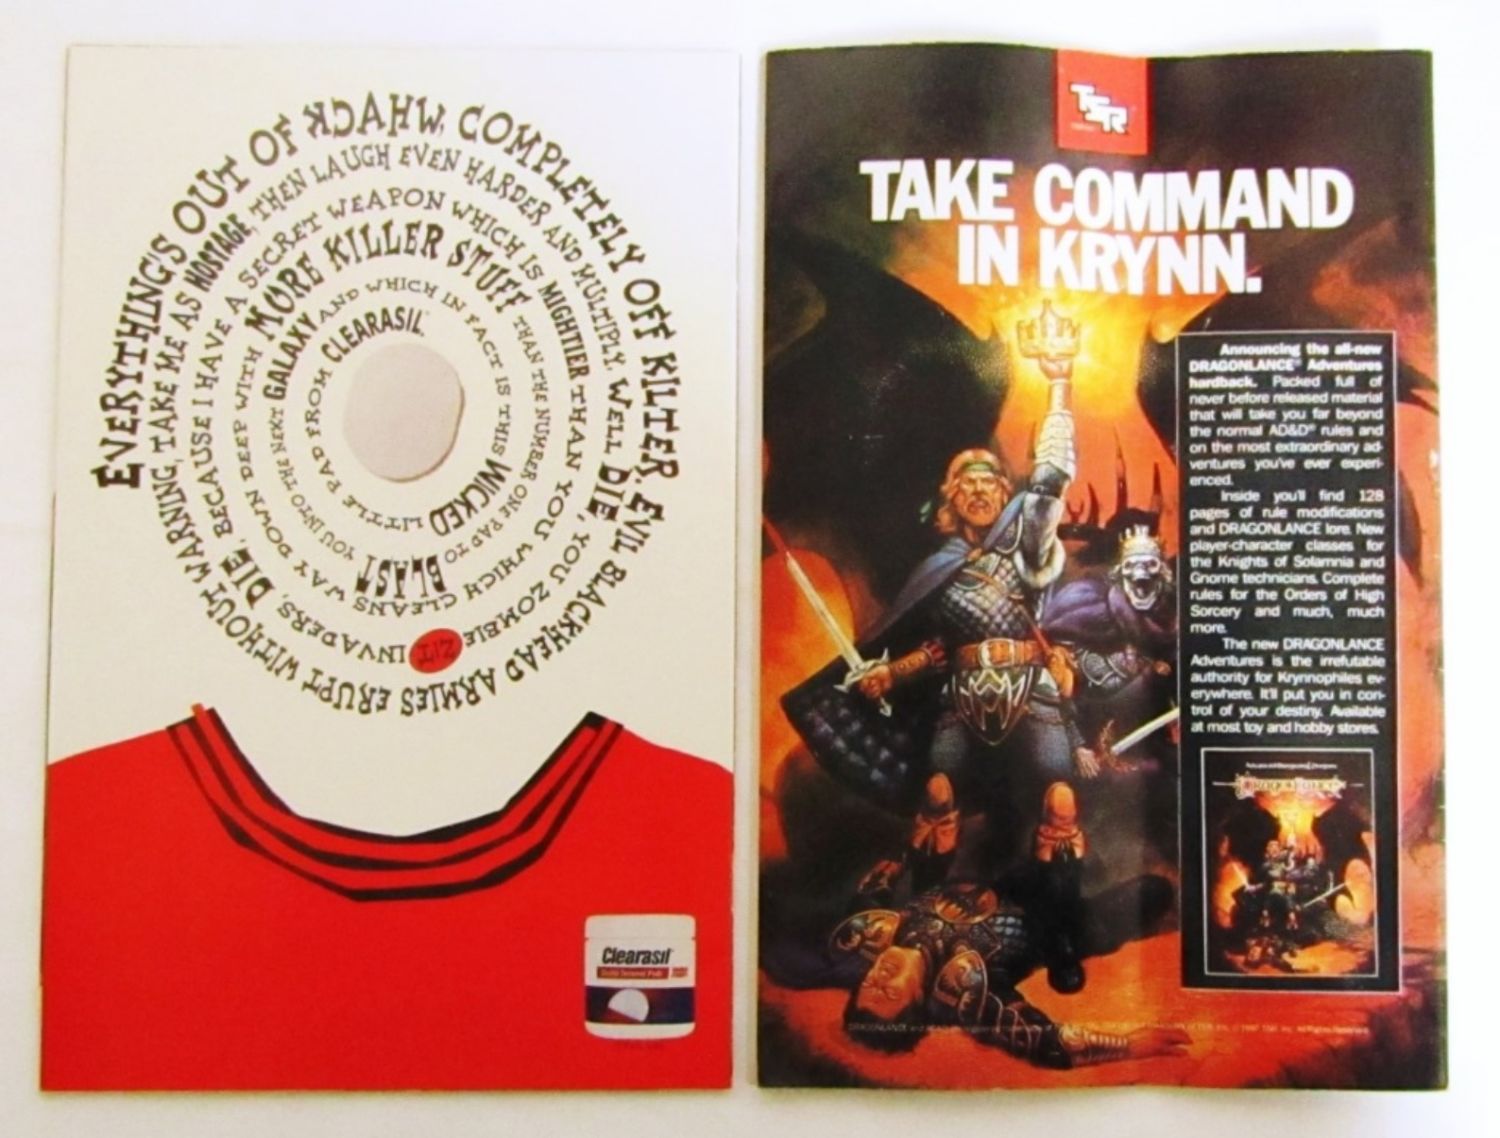 EVERYTHING'S OUT OF WHACK, COMPLETELY OFF KILTER. EVIL BLACKHEAD ARMIES ERUPT WITHOUT WARNING, TAKE ME AS HOSTAGE, THEN LAUGH EVEN HARDER AND MULTIPLY. WELL DIE, YOU ZOMBIE ZIT INVADERS, DIE, BECAUSE I HAVE A SECRET WEAPON WHICH IS MIGHTIER THAN YOU WHICH CLEANS WAY DOWN DEEP WITH MORE KILLER STUFF THAN THE NUMBER ONE PAD TO BLAST YOU INTO THE NEXT GALAXY AND WHICH IN FACT IS THIS WICKED LITTLE PAD FROM CLEARASIL.
Clearasil
TSR
TAKE COMMAND
IN KRYNN.
Announcing the all-new
DRAGONLANCE® Adventures
hardback. Packed full of
never before released material
that will take you far beyond
the normal AD&D® rules and
on the most extraordinary ad-
ventures you've ever experi-
enced.
Inside you'll find 128
pages of rule modifications
and DRAGONLANCE lore. New
player-character classes for
the Knights of Solamnia and
Gnome technicians. Complete
rules for the Orders of High
Sorcery and much, much
more.
The new DRAGONLANCE
Adventures is the irrefutable
authority for Krynnophiles ev-
erywhere. It'll put you in con-
trol of your destiny. Available
at most toy and hobby stores.
DRAGONLANCE